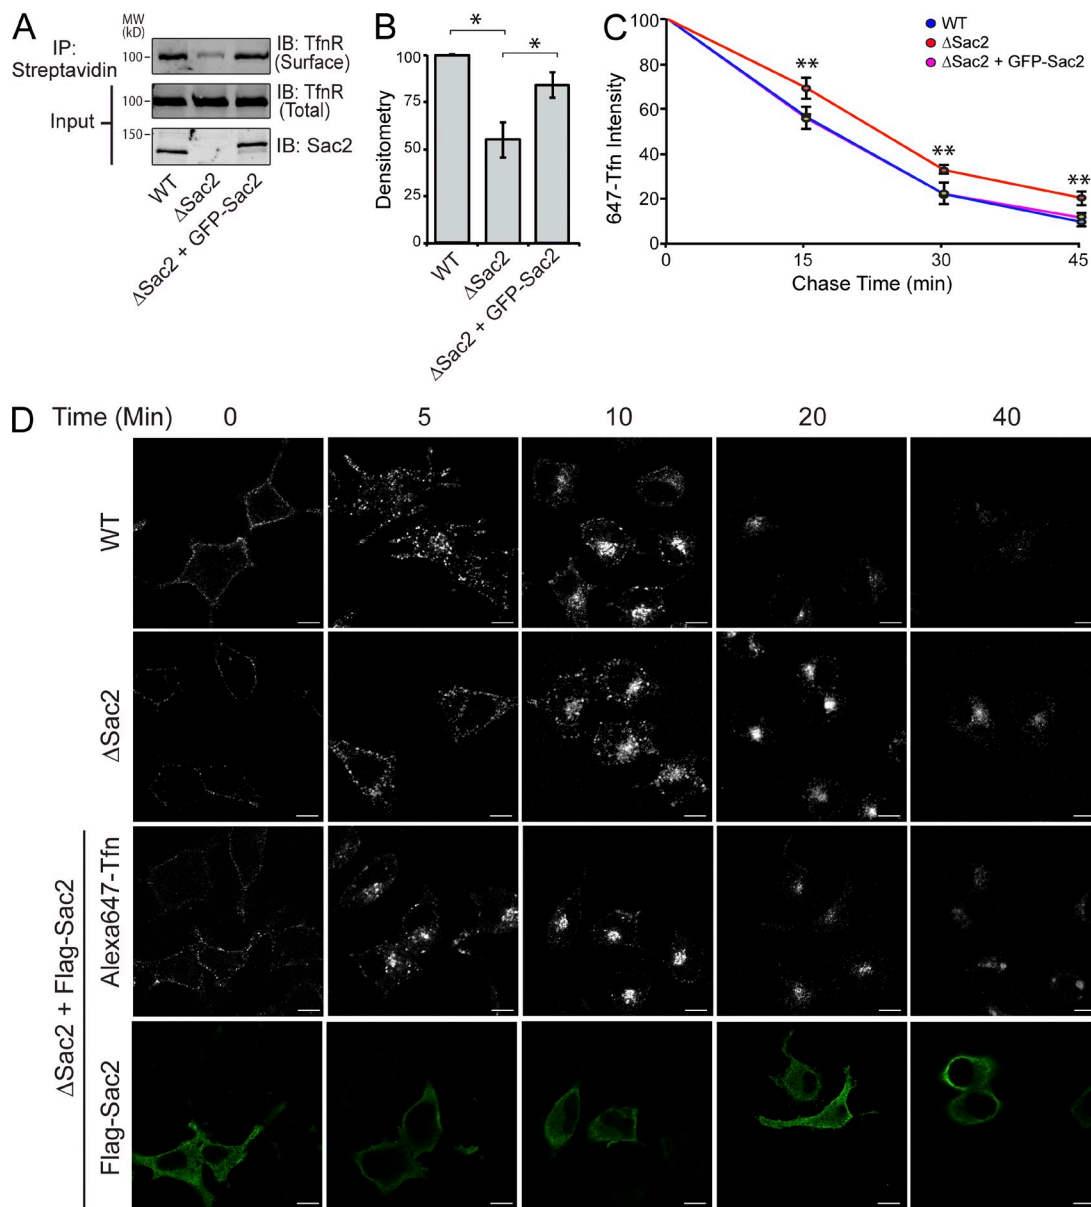 A
MW
(kD)
IP:
Streptavidin
100
IB: TfnR
(Surface)
Input
100
IB: TfnR
(Total)
150
IB: Sac2
WT
ΔSac2
ΔSac2 + GFP-Sac2
B
*
*
Densitometry
100
75
50
25
0
WT
ΔSac2
ΔSac2 + GFP-Sac2
C
WT
ΔSac2
ΔSac2 + GFP-Sac2
647-Tfn Intensity
100
80
60
40
20
0
**
**
**
0 15 30 45
Chase Time (min)
D
Time (Min) 0 5 10 20 40
WT
ΔSac2
ΔSac2 + Flag-Sac2
Alexa647-Tfn
Flag-Sac2